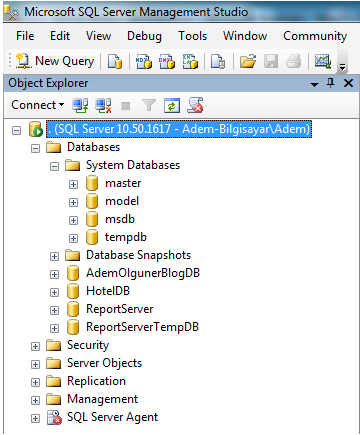 Microsoft SQL Server Management Studio
File Edit View Debug Tools Window Community
New Query
Object Explorer
Connect
. (SQL Server 10.50.1617 - Adem-Bilgisayar\Adem)
Databases
System Databases
master
model
msdb
tempdb
Database Snapshots
AdemOlgunerBlogDB
HotelDB
ReportServer
ReportServerTempDB
Security
Server Objects
Replication
Management
SQL Server Agent